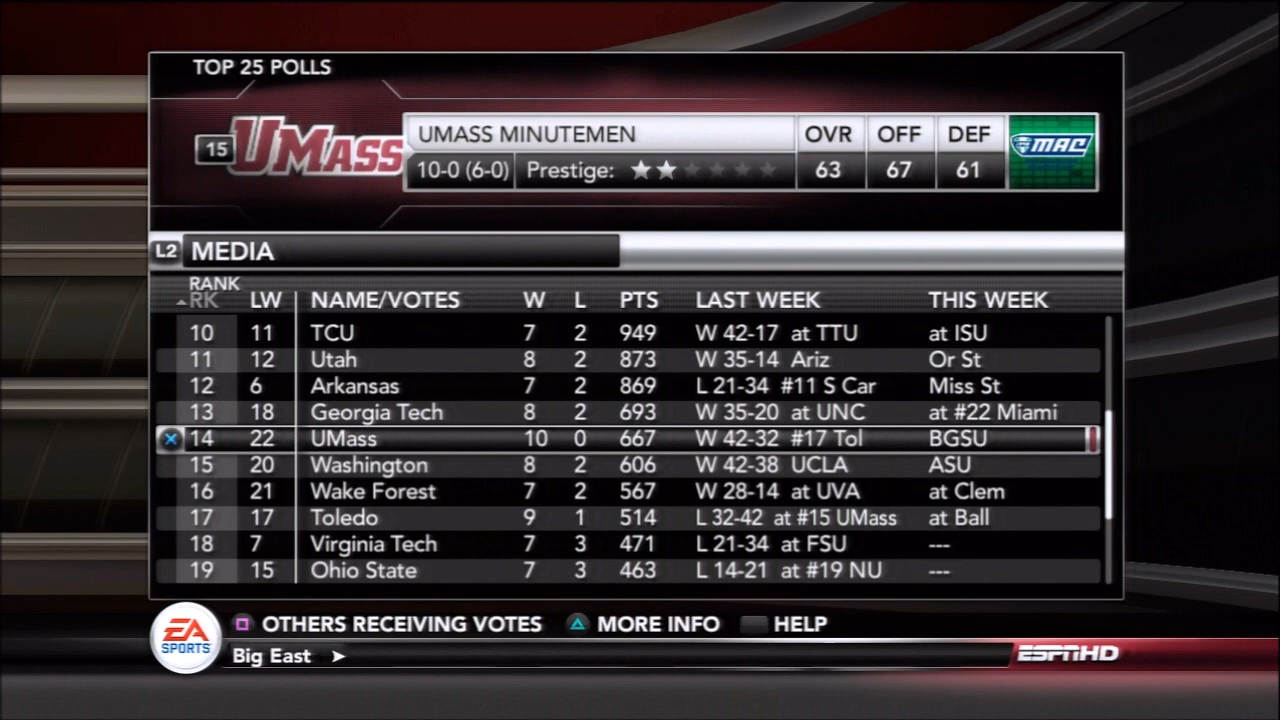 TOP 25 POLLS
15 UMASS UMASS MINUTEMEN OVR OFF DEF MAC
10-0 (6-0) Prestige: 63 67 61
L2 MEDIA
RANK
RK LW NAME/VOTES W L PTS LAST WEEK THIS WEEK
10 11 TCU 7 2 949 W 42-17 at TTU at ISU
11 12 Utah 8 2 873 W 35-14 Ariz Or St
12 6 Arkansas 7 2 869 L 21-34 #11 S Car Miss St
13 18 Georgia Tech 8 2 693 W 35-20 at UNC at #22 Miami
14 22 UMass 10 0 667 W 42-32 #17 Tol BGSU
15 20 Washington 8 2 606 W 42-38 UCLA ASU
16 21 Wake Forest 7 2 567 W 28-14 at UVA at Clem
17 17 Toledo 9 1 514 L 32-42 at #15 UMass at Ball
18 7 Virginia Tech 7 3 471 L 21-34 at FSU ---
19 15 Ohio State 7 3 463 L 14-21 at #19 NU ---
OTHERS RECEIVING VOTES MORE INFO HELP
EA SPORTS
Big East ESPN HD